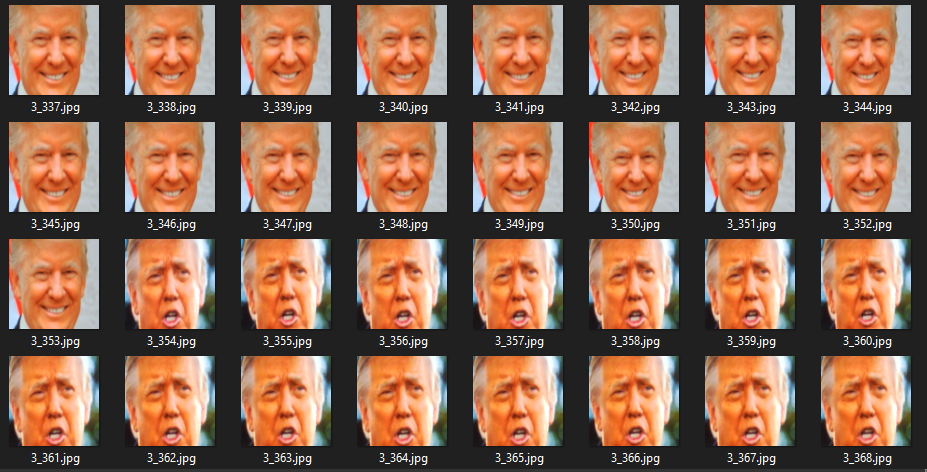 3_337.jpg 3_338.jpg 3_339.jpg 3_340.jpg 3_341.jpg 3_342.jpg 3_343.jpg 3_344.jpg
3_345.jpg 3_346.jpg 3_347.jpg 3_348.jpg 3_349.jpg 3_350.jpg 3_351.jpg 3_352.jpg
3_353.jpg 3_354.jpg 3_355.jpg 3_356.jpg 3_357.jpg 3_358.jpg 3_359.jpg 3_360.jpg
3_361.jpg 3_362.jpg 3_363.jpg 3_364.jpg 3_365.jpg 3_366.jpg 3_367.jpg 3_368.jpg